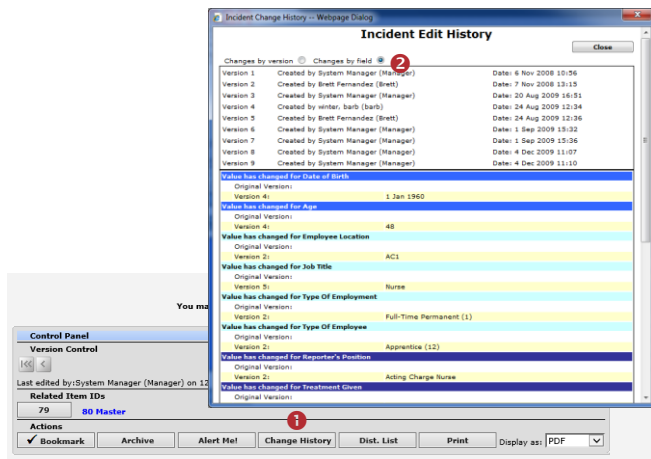 Incident Change History -- Webpage Dialog
Incident Edit History
Close
Changes by version Changes by field 2
Version 1 Created by System Manager (Manager) Date: 6 Nov 2008 10:56
Version 2 Created by Brett Fernandez (Brett) Date: 7 Nov 2008 13:15
Version 3 Created by System Manager (Manager) Date: 20 Aug 2009 16:51
Version 4 Created by winter, barb (barb) Date: 24 Aug 2009 12:34
Version 5 Created by Brett Fernandez (Brett) Date: 24 Aug 2009 12:36
Version 6 Created by System Manager (Manager) Date: 1 Sep 2009 15:32
Version 7 Created by System Manager (Manager) Date: 1 Sep 2009 15:36
Version 8 Created by System Manager (Manager) Date: 4 Dec 2009 11:07
Version 9 Created by System Manager (Manager) Date: 4 Dec 2009 11:10
Value has changed for Date of Birth
Original Version:
Version 4: 1 Jan 1960
Value has changed for Age
Original Version:
Version 4: 48
Value has changed for Employee Location
Original Version:
Version 2: AC1
Value has changed for Job Title
Original Version:
Version 5: Nurse
Value has changed for Type Of Employment
Original Version:
Version 2: Full-Time Permanent (1)
Value has changed for Type Of Employee
Original Version:
Version 2: Apprentice (12)
Value has changed for Reporter's Position
Original Version:
Version 2: Acting Charge Nurse
Value has changed for Treatment Given
Original Version:
You ma
Control Panel
Version Control
Last edited by:System Manager (Manager) on 12
Related Item IDs
79 80 Master
1
Actions
Bookmark Archive Alert Me! Change History Dist. List Print Display as: PDF